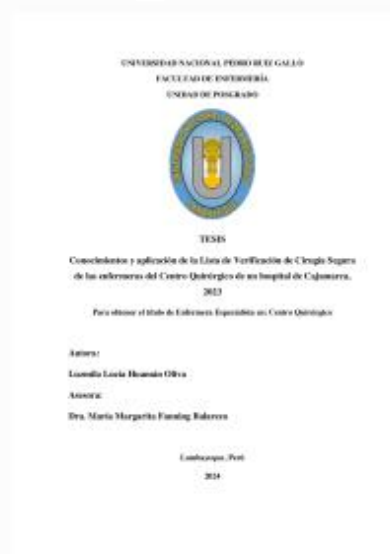 UNIVERSIDAD NACIONAL PEDRO RUIZ GALLO
FACULTAD DE ENFERMERÍA
UNIDAD DE POSGRADO
TESIS
Conocimientos y aplicación de la Lista de Verificación de Cirugía Segura
de las enfermeras del Centro Quirúrgico de un hospital de Cajamarca,
2023
Para obtener el título de Enfermera Especialista en: Centro Quirúrgico
Autora:
Luzmila Lucia Huamán Oliva
Asesora:
Dra. María Margarita Fanning Balarezo
Lambayeque, Perú
2024